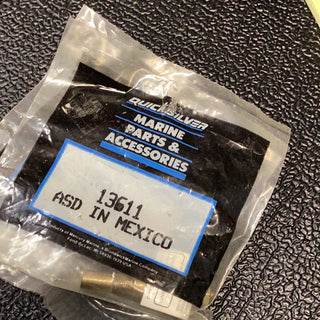 QUICKSILVER
MARINE
PARTS &
ACCESSORIES
13611
ASD IN MEXICO